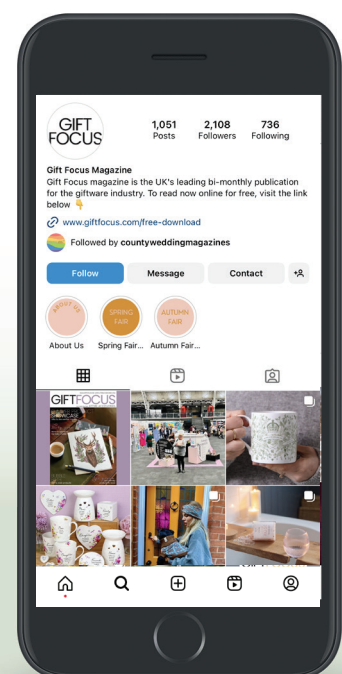 GIFT
FOCUS
1,051
Posts
2,108
Followers
736
Following
Gift Focus Magazine
Gift Focus magazine is the UK's leading bi-monthly publication
for the giftware industry. To read now online for free, visit the link
below 👇
www.giftfocus.com/free-download
Followed by countyweddingmagazines
Follow
Message
Contact
ABOUT US
SPRING
FAIR
AUTUMN
FAIR
About Us
Spring Fair...
Autumn Fair...
GIFTFOCUS
SHOWCASE